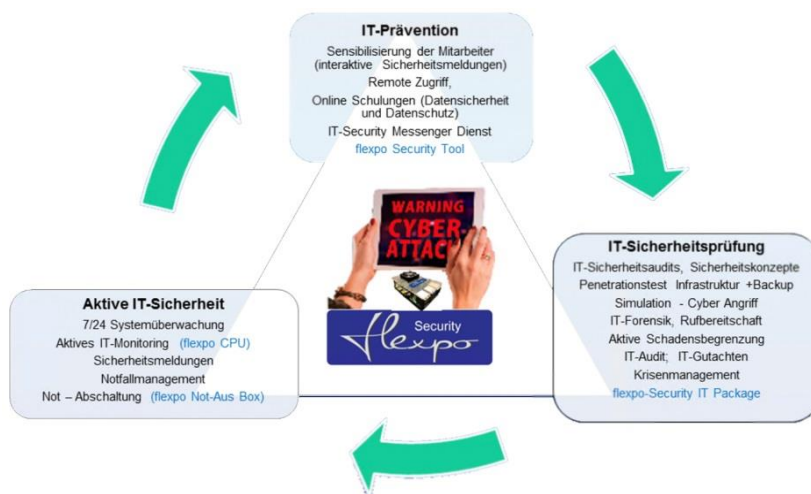 IT-Prävention
Sensibilisierung der Mitarbeiter
(interaktive Sicherheitsmeldungen)
Remote Zugriff,
Online Schulungen (Datensicherheit
und Datenschutz)
IT-Security Messenger Dienst
flexpo Security Tool
WARNING
CYBER
ATTACK
Security
flexpo
Aktive IT-Sicherheit
7/24 Systemüberwachung
Aktives IT-Monitoring (flexpo CPU)
Sicherheitsmeldungen
Notfallmanagement
Not – Abschaltung (flexpo Not-Aus Box)
IT-Sicherheitsprüfung
IT-Sicherheitsaudits, Sicherheitskonzepte
Penetrationstest Infrastruktur +Backup
Simulation - Cyber Angriff
IT-Forensik, Rufbereitschaft
Aktive Schadensbegrenzung
IT-Audit; IT-Gutachten
Krisenmanagement
flexpo-Security IT Package